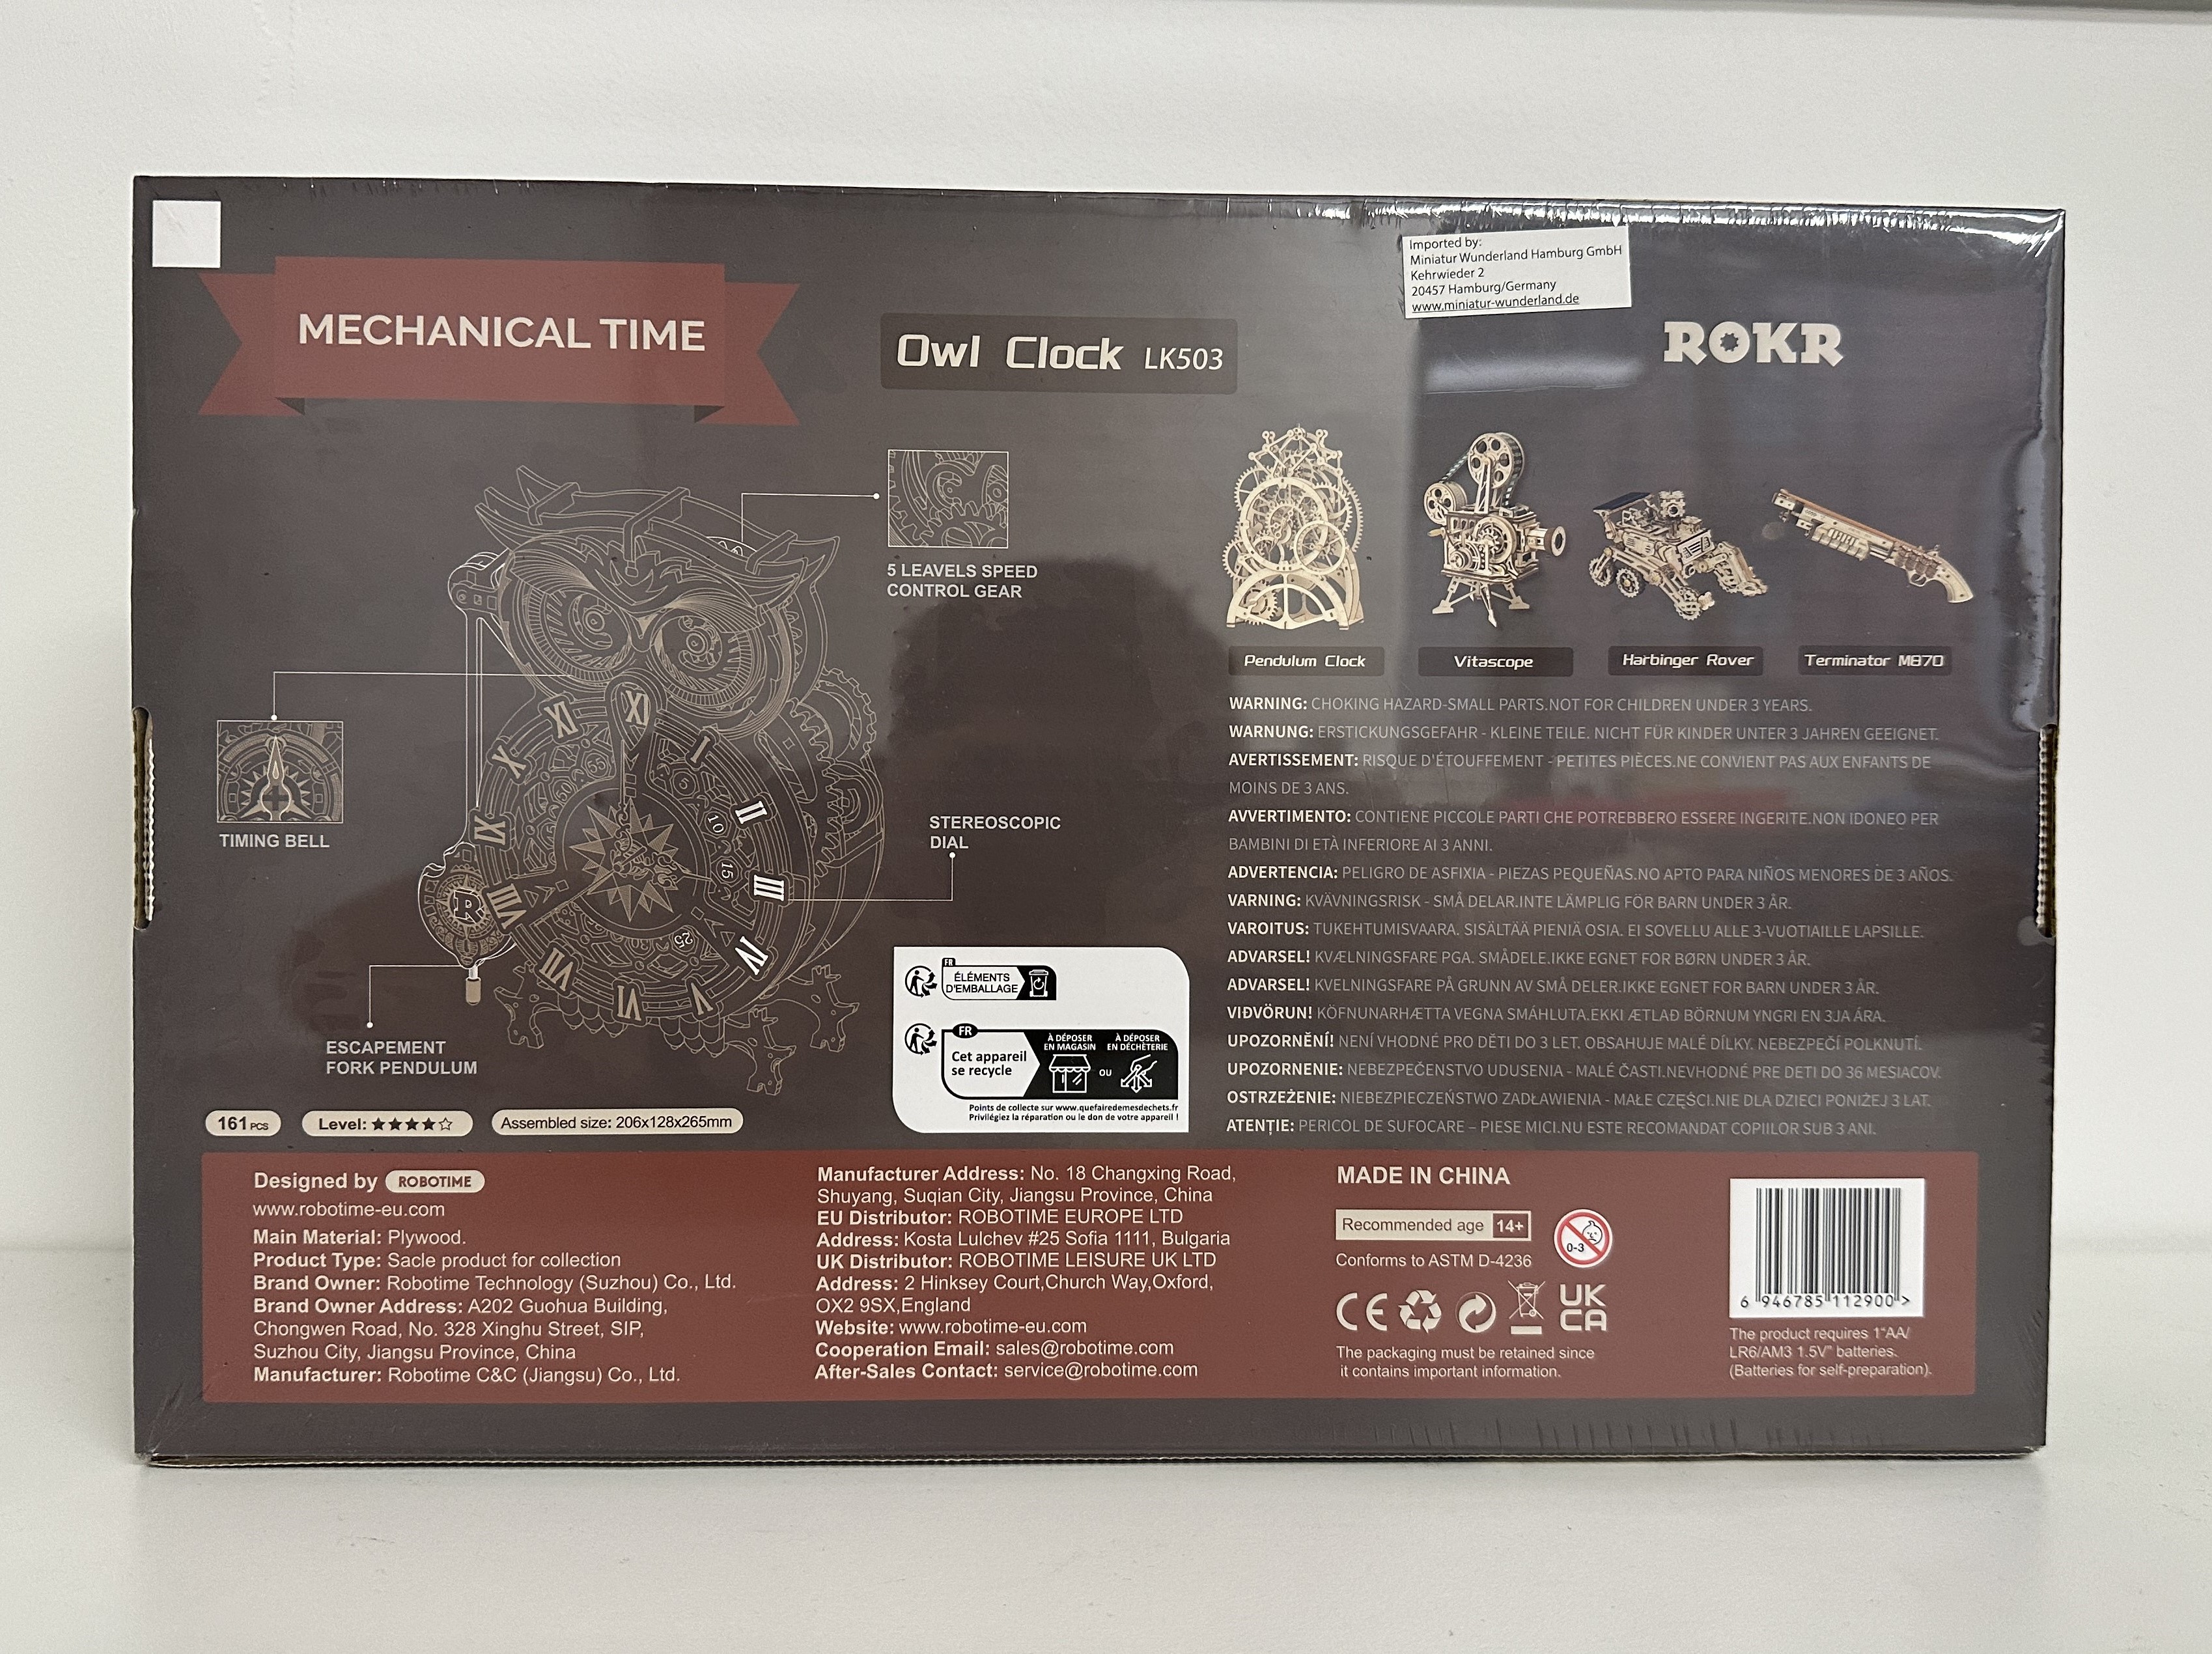 Imported by:
Miniatur Wunderland Hamburg GmbH
Kehrwieder 2
20457 Hamburg/Germany
www.miniatur-wunderland.de
MECHANICAL TIME
Owl Clock LK503
ROKR
5 LEAVELS SPEED
CONTROL GEAR
TIMING BELL
STEREOSCOPIC
DIAL
ESCAPEMENT
FORK PENDULUM
XI
XI
I
II
III
IV
V
VI
VII
VIII
IX
X
55
10
15
25
R
Pendulum Clock
Vitascope
Harbinger Rover
Terminator M870
WARNING: CHOKING HAZARD-SMALL PARTS.NOT FOR CHILDREN UNDER 3 YEARS.
WARNUNG: ERSTICKUNGSGEFAHR - KLEINE TEILE. NICHT FÜR KINDER UNTER 3 JAHREN GEEIGNET.
AVERTISSEMENT: RISQUE D'ÉTOUFFEMENT - PETITES PIÈCES.NE CONVIENT PAS AUX ENFANTS DE
MOINS DE 3 ANS.
AVVERTIMENTO: CONTIENE PICCOLE PARTI CHE POTREBBERO ESSERE INGERITE.NON IDONEO PER
BAMBINI DI ETÀ INFERIORE AI 3 ANNI.
ADVERTENCIA: PELIGRO DE ASFIXIA - PIEZAS PEQUEÑAS.NO APTO PARA NIÑOS MENORES DE 3 AÑOS.
VARNING: KVÄVNINGSRISK - SMÅ DELAR.INTE LÄMPLIG FÖR BARN UNDER 3 ÅR.
VAROITUS: TUKEHTUMISVAARA. SISÄLTÄÄ PIENIÄ OSIA. EI SOVELLU ALLE 3-VUOTIAILLE LAPSILLE.
ADVARSEL! KVÆLNINGSFARE PGA. SMÅDELE.IKKE EGNET FOR BØRN UNDER 3 ÅR.
ADVARSEL! KVELNINGSFARE PÅ GRUNN AV SMÅ DELER.IKKE EGNET FOR BARN UNDER 3 ÅR.
VIÐVÖRUN! KÖFNUNARHÆTTA VEGNA SMÁHLUTA.EKKI ÆTLAÐ BÖRNUM YNGRI EN 3JA ÁRA.
UPOZORNĚNÍ! NENÍ VHODNÉ PRO DĚTI DO 3 LET. OBSAHUJE MALÉ DÍLKY. NEBEZPEČÍ POLKNUTÍ.
UPOZORNENIE: NEBEZPEČENSTVO UDUSENIA - MALÉ ČASTI.NEVHODNÉ PRE DETI DO 36 MESIACOV.
OSTRZEŻENIE: NIEBEZPIECZEŃSTWO ZADŁAWIENIA - MAŁE CZĘŚCI.NIE DLA DZIECI PONIŻEJ 3 LAT.
ATENȚIE: PERICOL DE SUFOCARE – PIESE MICI.NU ESTE RECOMANDAT COPIILOR SUB 3 ANI.
FR
ÉLÉMENTS
D'EMBALLAGE
FR
Cet appareil
se recycle
À DÉPOSER
EN MAGASIN
OU
À DÉPOSER
EN DÉCHÈTERIE
Points de collecte sur www.quefairedemesdechets.fr
Privilégiez la réparation ou le don de votre appareil !
161 PCS
Level: ★★★★☆
Assembled size: 206x128x265mm
Designed by ROBOTIME
www.robotime-eu.com
Main Material: Plywood.
Product Type: Sacle product for collection
Brand Owner: Robotime Technology (Suzhou) Co., Ltd.
Brand Owner Address: A202 Guohua Building,
Chongwen Road, No. 328 Xinghu Street, SIP,
Suzhou City, Jiangsu Province, China
Manufacturer: Robotime C&C (Jiangsu) Co., Ltd.
Manufacturer Address: No. 18 Changxing Road,
Shuyang, Suqian City, Jiangsu Province, China
EU Distributor: ROBOTIME EUROPE LTD
Address: Kosta Lulchev #25 Sofia 1111, Bulgaria
UK Distributor: ROBOTIME LEISURE UK LTD
Address: 2 Hinksey Court,Church Way,Oxford,
OX2 9SX,England
Website: www.robotime-eu.com
Cooperation Email: sales@robotime.com
After-Sales Contact: service@robotime.com
MADE IN CHINA
Recommended age 14+
0-3
Conforms to ASTM D-4236
CE
UK
CA
The packaging must be retained since
it contains important information.
6 946785 112900 >
The product requires 1"AA/
LR6/AM3 1.5V" batteries.
(Batteries for self-preparation).